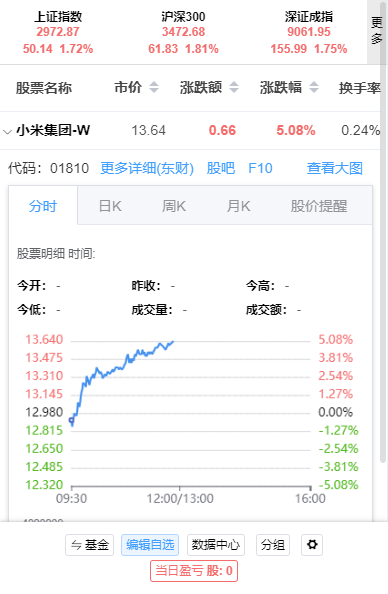 上证指数 沪深300 深证成指
2972.87 3472.68 9061.95
50.14 1.72% 61.83 1.81% 155.99 1.75%
更多
股票名称 市价 涨跌额 涨跌幅 换手率
小米集团-W 13.64 0.66 5.08% 0.24%
代码：01810 更多详细(东财) 股吧 F10 查看大图
分时 日K 周K 月K 股价提醒
股票明细 时间:
今开： - 昨收： - 今高： -
今低： - 成交量： - 成交额： -
13.640 5.08%
13.475 3.81%
13.310 2.54%
13.145 1.27%
12.980 0.00%
12.815 -1.27%
12.650 -2.54%
12.485 -3.81%
12.320 -5.08%
09:30 12:00/13:00 16:00
基金 编辑自选 数据中心 分组
当日盈亏 股: 0